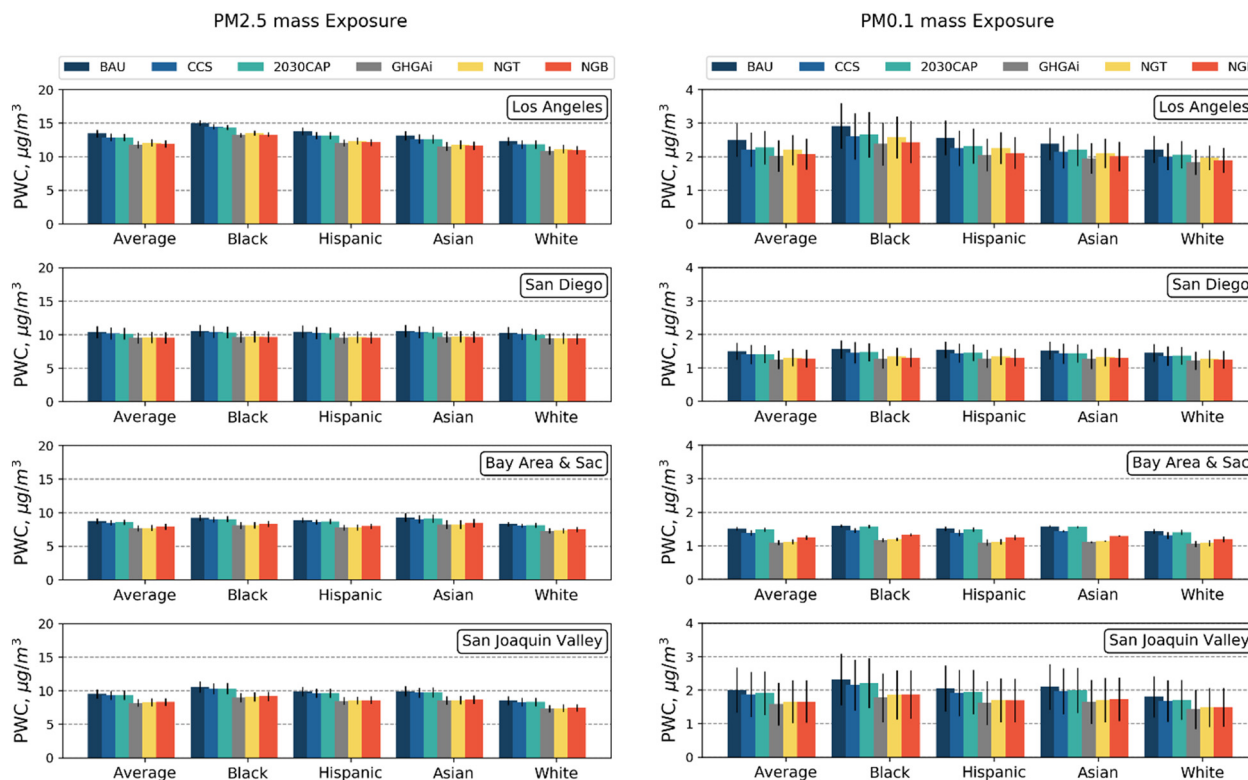 PM2.5 mass Exposure
BAU CCS 2030CAP GHGAi NGT NGB
20
15
10
5
0
PWC, μg/m³
Los Angeles
Average Black Hispanic Asian White
20
15
10
5
0
PWC, μg/m³
San Diego
Average Black Hispanic Asian White
20
15
10
5
0
PWC, μg/m³
Bay Area & Sac
Average Black Hispanic Asian White
20
15
10
5
0
PWC, μg/m³
San Joaquin Valley
Average Black Hispanic Asian White
PM0.1 mass Exposure
BAU CCS 2030CAP GHGAi NGT
4
3
2
1
0
PWC, μg/m³
Los Angeles
Average Black Hispanic Asian White
4
3
2
1
0
PWC, μg/m³
San Diego
Average Black Hispanic Asian White
4
3
2
1
0
PWC, μg/m³
Bay Area & Sac
Average Black Hispanic Asian White
4
3
2
1
0
PWC, μg/m³
San Joaquin Valley
Average Black Hispanic Asian White